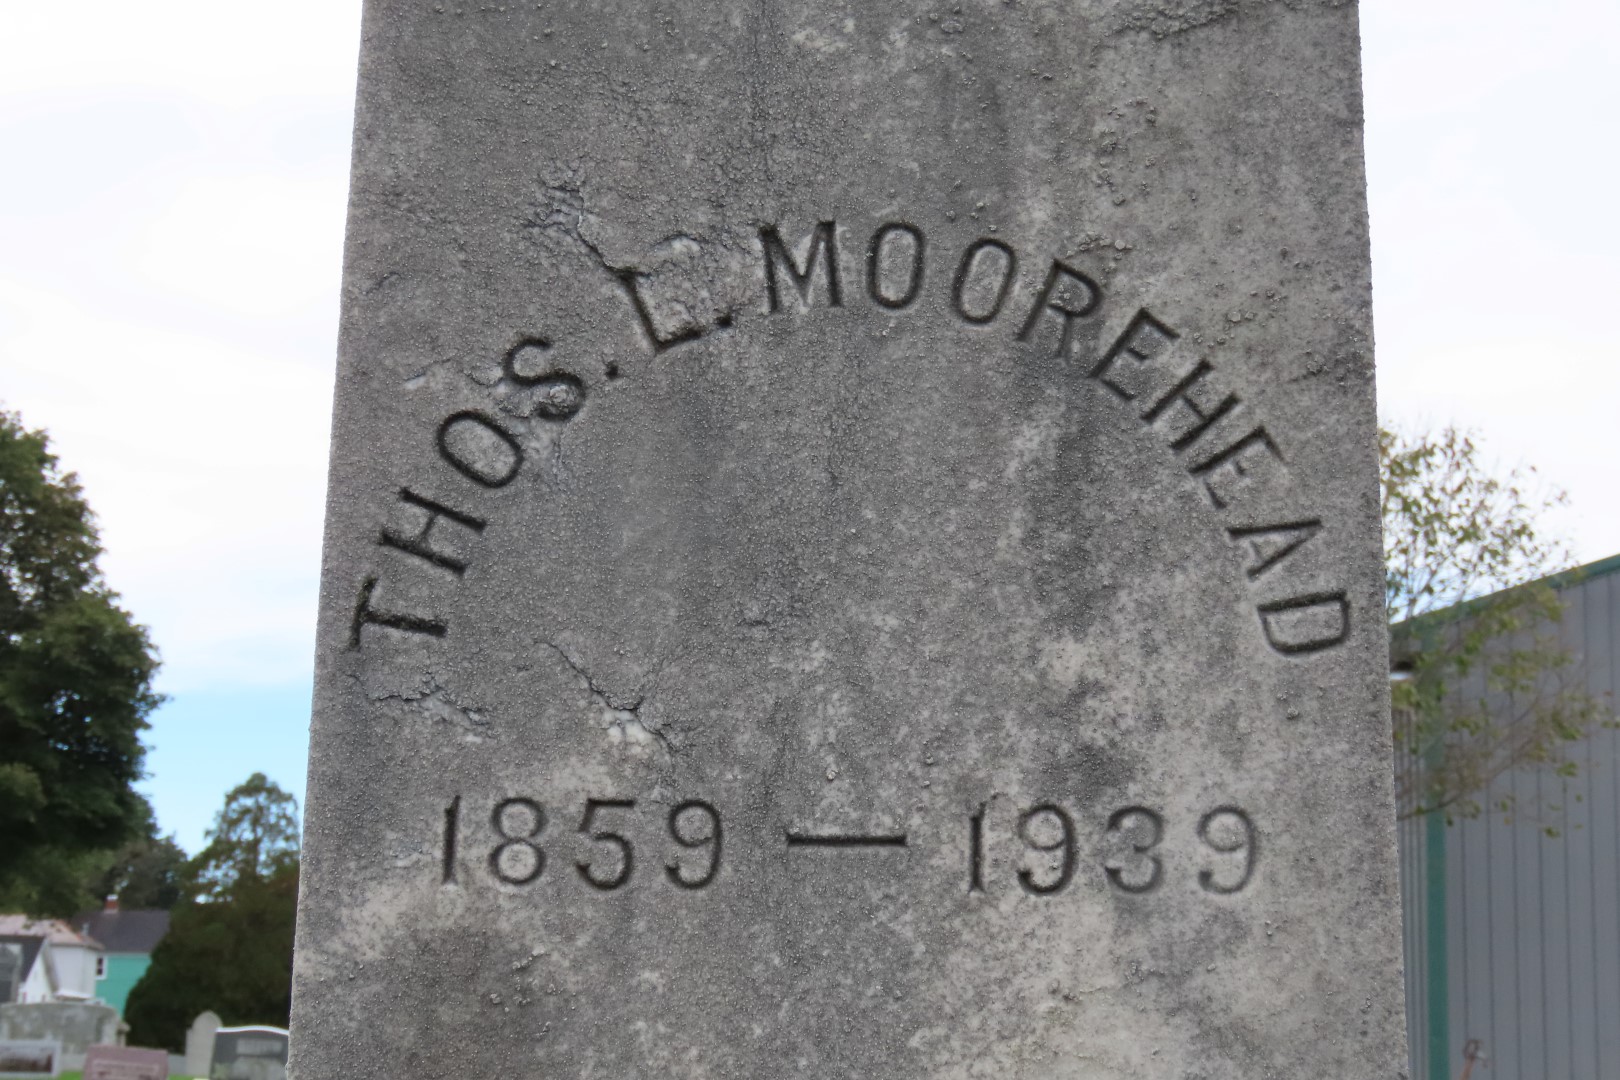 THOS. L. MOOREHEAD
1859 — 1939